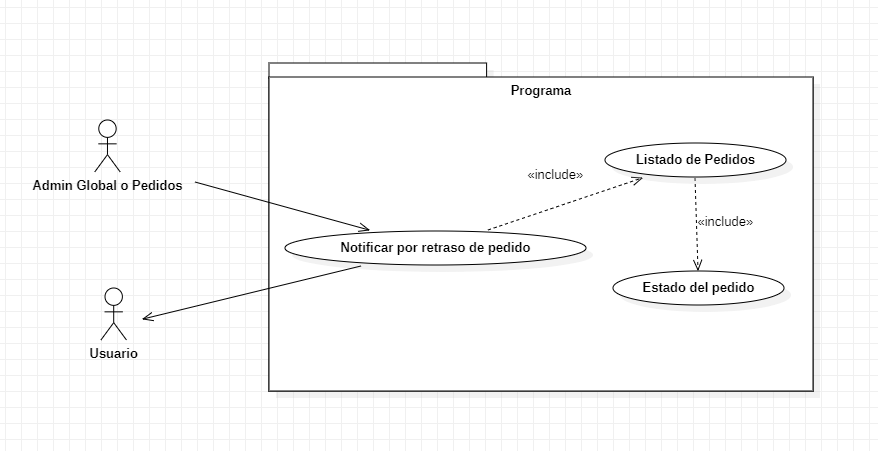 Programa
Admin Global o Pedidos
Listado de Pedidos
«include»
Notificar por retraso de pedido
«include»
Estado del pedido
Usuario